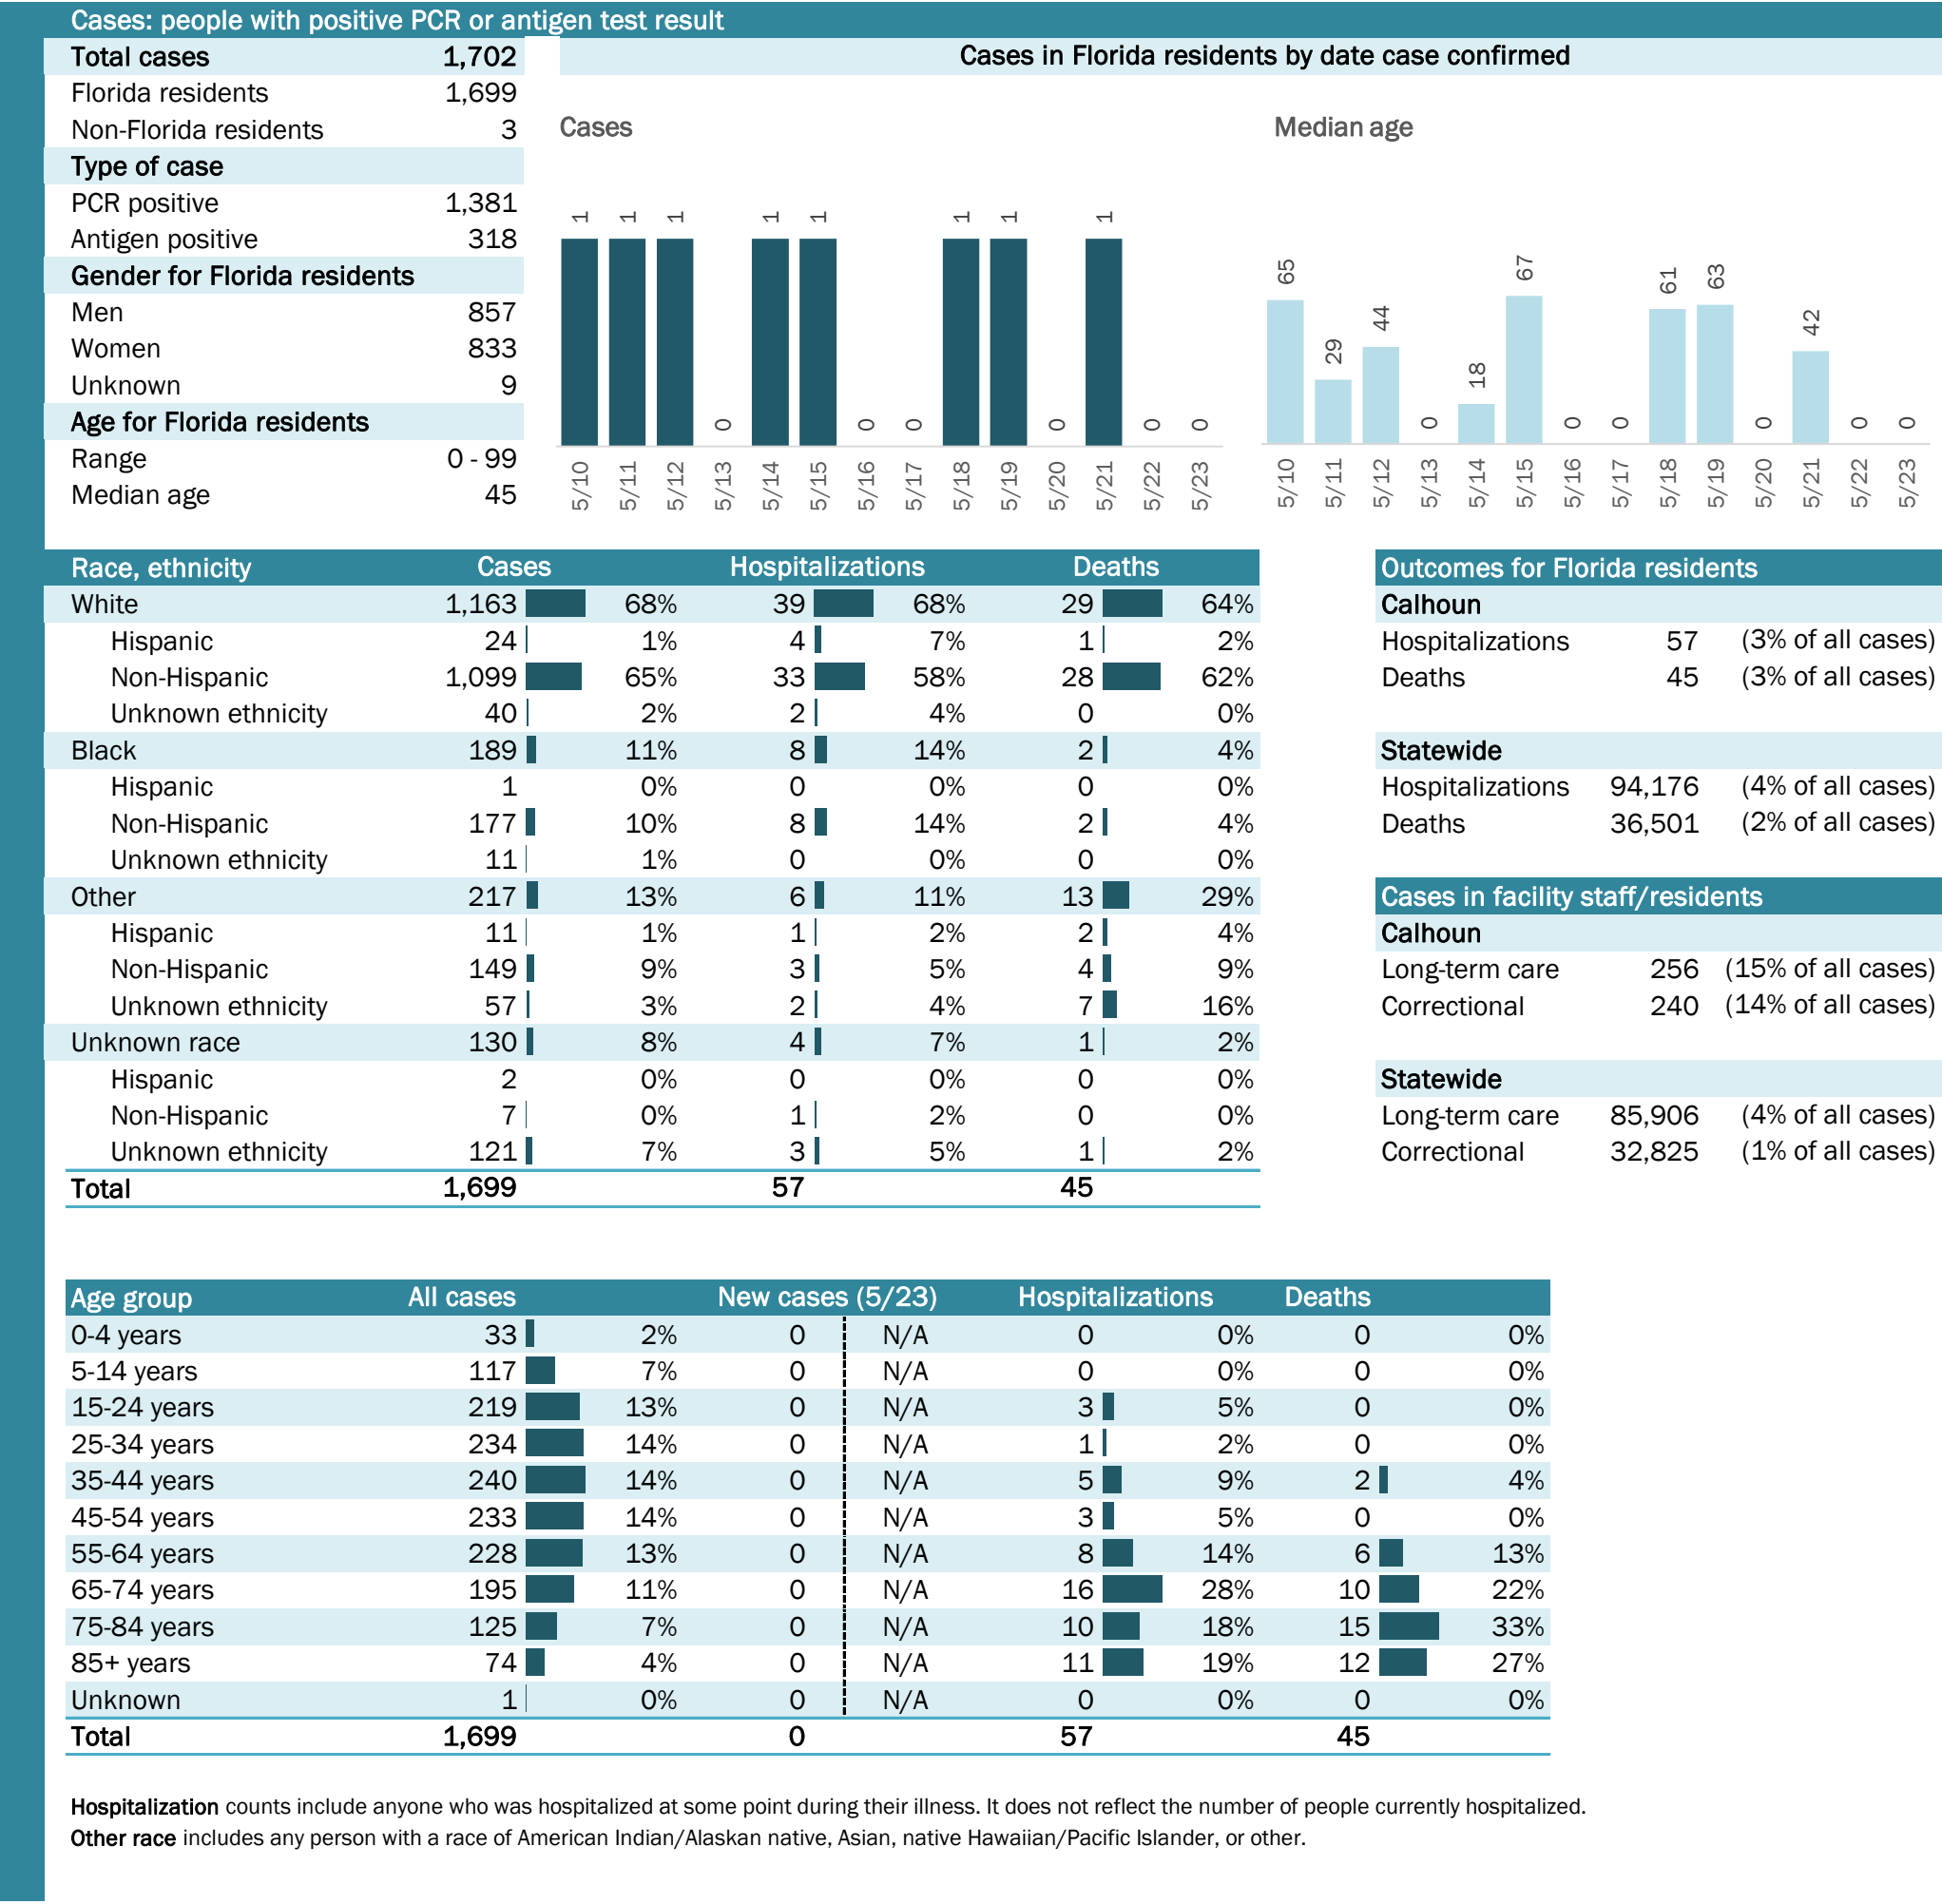 Cases: people with positive PCR or antigen test result
Total cases 1,702
Florida residents 1,699
Non-Florida residents 3
Type of case
PCR positive 1,381
Antigen positive 318
Gender for Florida residents
Men 857
Women 833
Unknown 9
Age for Florida residents
Range 0 - 99
Median age 45
Cases in Florida residents by date case confirmed
Cases
1 1 1 0 1 1 0 0 1 1 0 1 0 0
5/10 5/11 5/12 5/13 5/14 5/15 5/16 5/17 5/18 5/19 5/20 5/21 5/22 5/23
Median age
65 29 44 0 18 67 0 0 61 63 0 42 0 0
5/10 5/11 5/12 5/13 5/14 5/15 5/16 5/17 5/18 5/19 5/20 5/21 5/22 5/23
Race, ethnicity Cases Hospitalizations Deaths
White 1,163 68% 39 68% 29 64%
Hispanic 24 1% 4 7% 1 2%
Non-Hispanic 1,099 65% 33 58% 28 62%
Unknown ethnicity 40 2% 2 4% 0 0%
Black 189 11% 8 14% 2 4%
Hispanic 1 0% 0 0% 0 0%
Non-Hispanic 177 10% 8 14% 2 4%
Unknown ethnicity 11 1% 0 0% 0 0%
Other 217 13% 6 11% 13 29%
Hispanic 11 1% 1 2% 2 4%
Non-Hispanic 149 9% 3 5% 4 9%
Unknown ethnicity 57 3% 2 4% 7 16%
Unknown race 130 8% 4 7% 1 2%
Hispanic 2 0% 0 0% 0 0%
Non-Hispanic 7 0% 1 2% 0 0%
Unknown ethnicity 121 7% 3 5% 1 2%
Total 1,699 57 45
Outcomes for Florida residents
Calhoun
Hospitalizations 57 (3% of all cases)
Deaths 45 (3% of all cases)
Statewide
Hospitalizations 94,176 (4% of all cases)
Deaths 36,501 (2% of all cases)
Cases in facility staff/residents
Calhoun
Long-term care 256 (15% of all cases)
Correctional 240 (14% of all cases)
Statewide
Long-term care 85,906 (4% of all cases)
Correctional 32,825 (1% of all cases)
Age group All cases New cases (5/23) Hospitalizations Deaths
0-4 years 33 2% 0 N/A 0 0% 0 0%
5-14 years 117 7% 0 N/A 0 0% 0 0%
15-24 years 219 13% 0 N/A 3 5% 0 0%
25-34 years 234 14% 0 N/A 1 2% 0 0%
35-44 years 240 14% 0 N/A 5 9% 2 4%
45-54 years 233 14% 0 N/A 3 5% 0 0%
55-64 years 228 13% 0 N/A 8 14% 6 13%
65-74 years 195 11% 0 N/A 16 28% 10 22%
75-84 years 125 7% 0 N/A 10 18% 15 33%
85+ years 74 4% 0 N/A 11 19% 12 27%
Unknown 1 0% 0 N/A 0 0% 0 0%
Total 1,699 0 57 45
Hospitalization counts include anyone who was hospitalized at some point during their illness. It does not reflect the number of people currently hospitalized.
Other race includes any person with a race of American Indian/Alaskan native, Asian, native Hawaiian/Pacific Islander, or other.